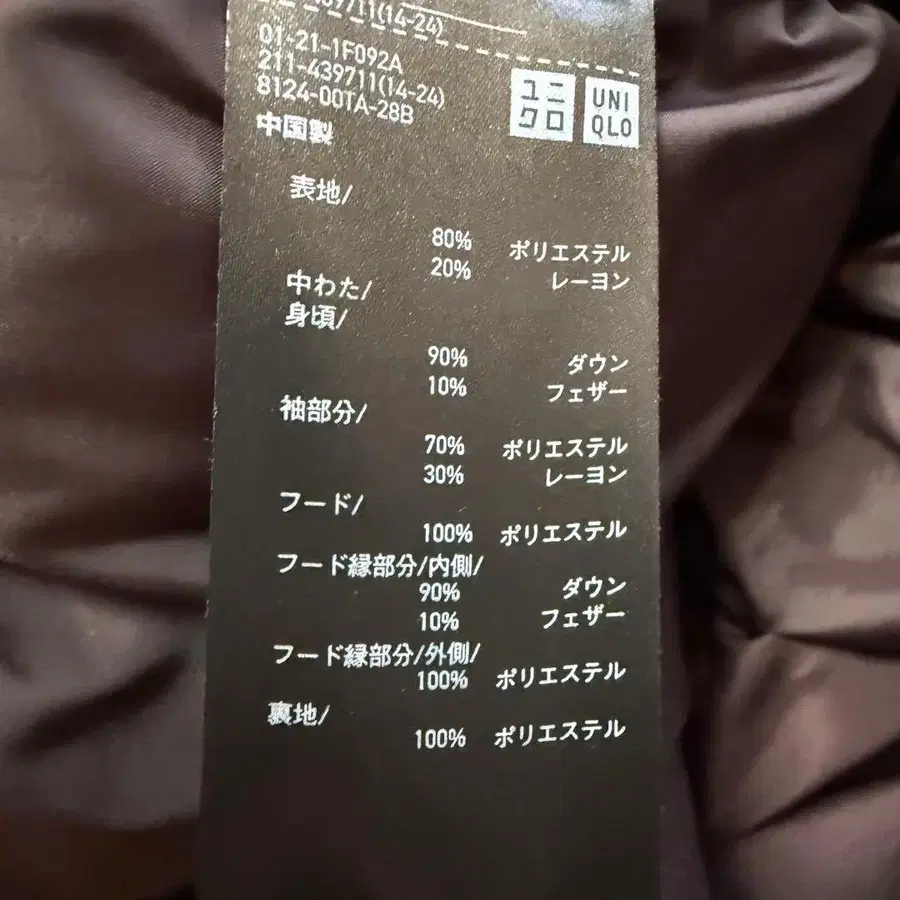 39711(14-24)
01-21-1F092A
211-439711(14-24)
8124-00TA-28B
ユニ
クロ
UNI
QLO
中国製
表地/
80% ポリエステル
20% レーヨン
中わた/
身頃/
90% ダウン
10% フェザー
袖部分/
70% ポリエステル
30% レーヨン
フード/
100% ポリエステル
フード縁部分/内側/
90% ダウン
10% フェザー
フード縁部分/外側/
100% ポリエステル
裏地/
100% ポリエステル